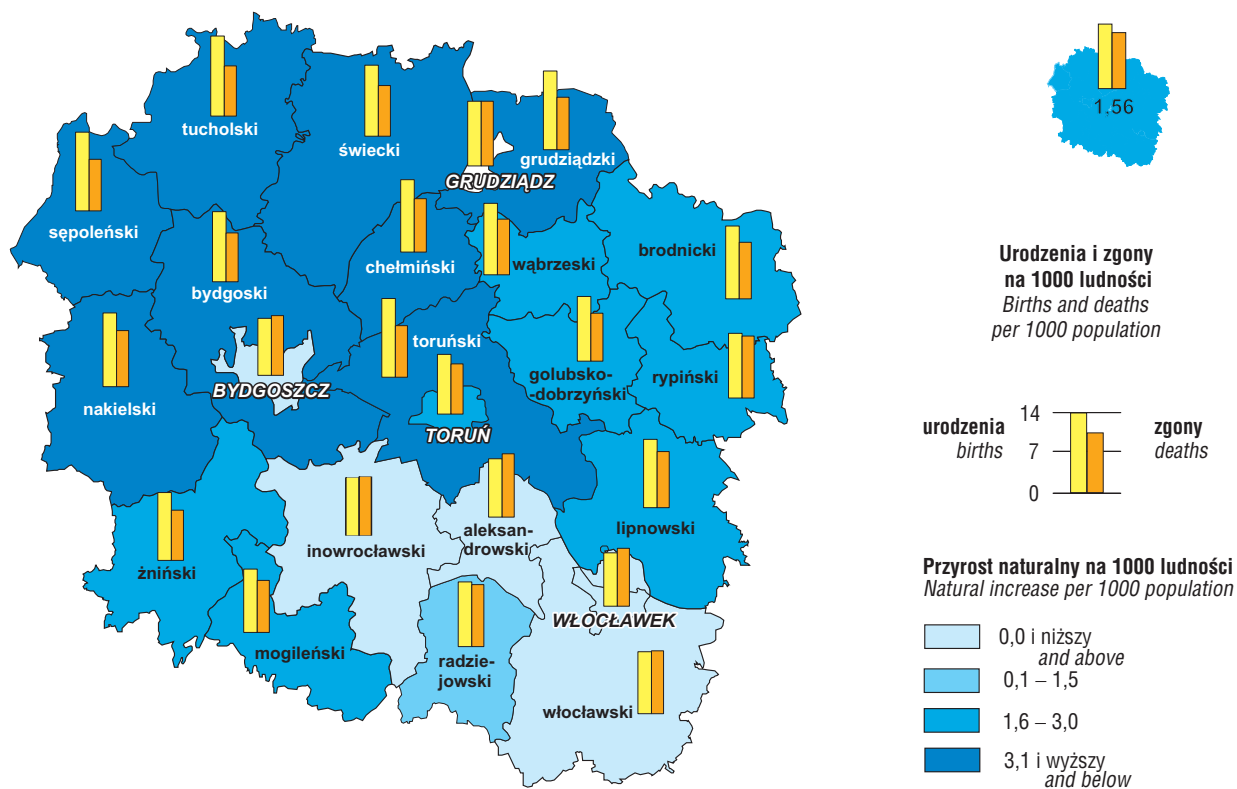 tucholski
świecki
grudziądzki
GRUDZIĄDZ
sępoleński
chełmiński
wąbrzeski
brodnicki
bydgoski
toruński
golubsko-
-dobrzyński
rypiński
BYDGOSZCZ
nakielski
TORUŃ
lipnowski
aleksan-
drowski
inowrocławski
żniński
WŁOCŁAWEK
mogileński
radzie-
jowski
włocławski
1,56
Urodzenia i zgony
na 1000 ludności
Births and deaths
per 1000 population
urodzenia
births
14
7
0
zgony
deaths
Przyrost naturalny na 1000 ludności
Natural increase per 1000 population
0,0 i niższy
and above
0,1 – 1,5
1,6 – 3,0
3,1 i wyższy
and below